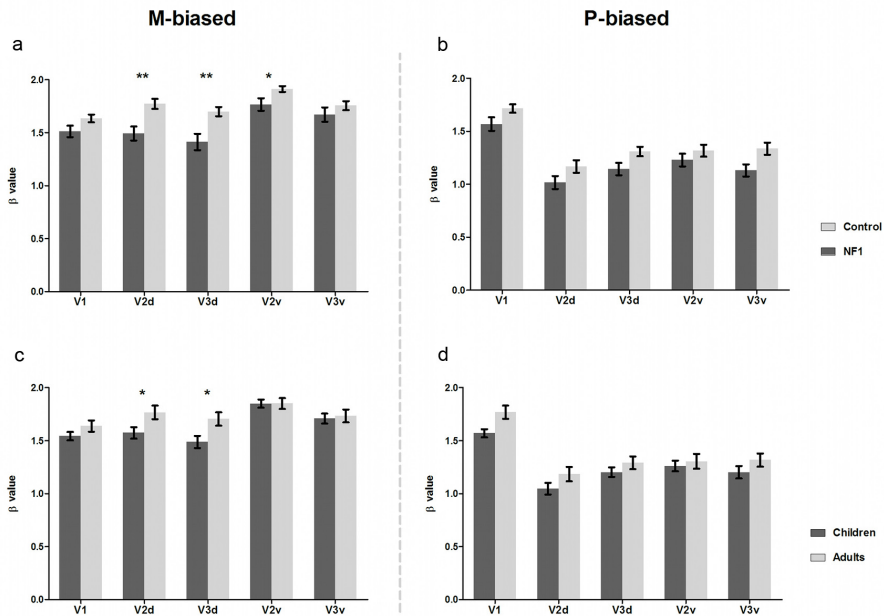 M-biased
P-biased
a
** ** *
2.0
1.5
1.0
0.5
0.0
β value
V1 V2d V3d V2v V3v
b
2.0
1.5
1.0
0.5
0.0
β value
V1 V2d V3d V2v V3v
Control
NF1
c
* *
2.0
1.5
1.0
0.5
0.0
β value
V1 V2d V3d V2v V3v
d
2.0
1.5
1.0
0.5
0.0
β value
V1 V2d V3d V2v V3v
Children
Adults